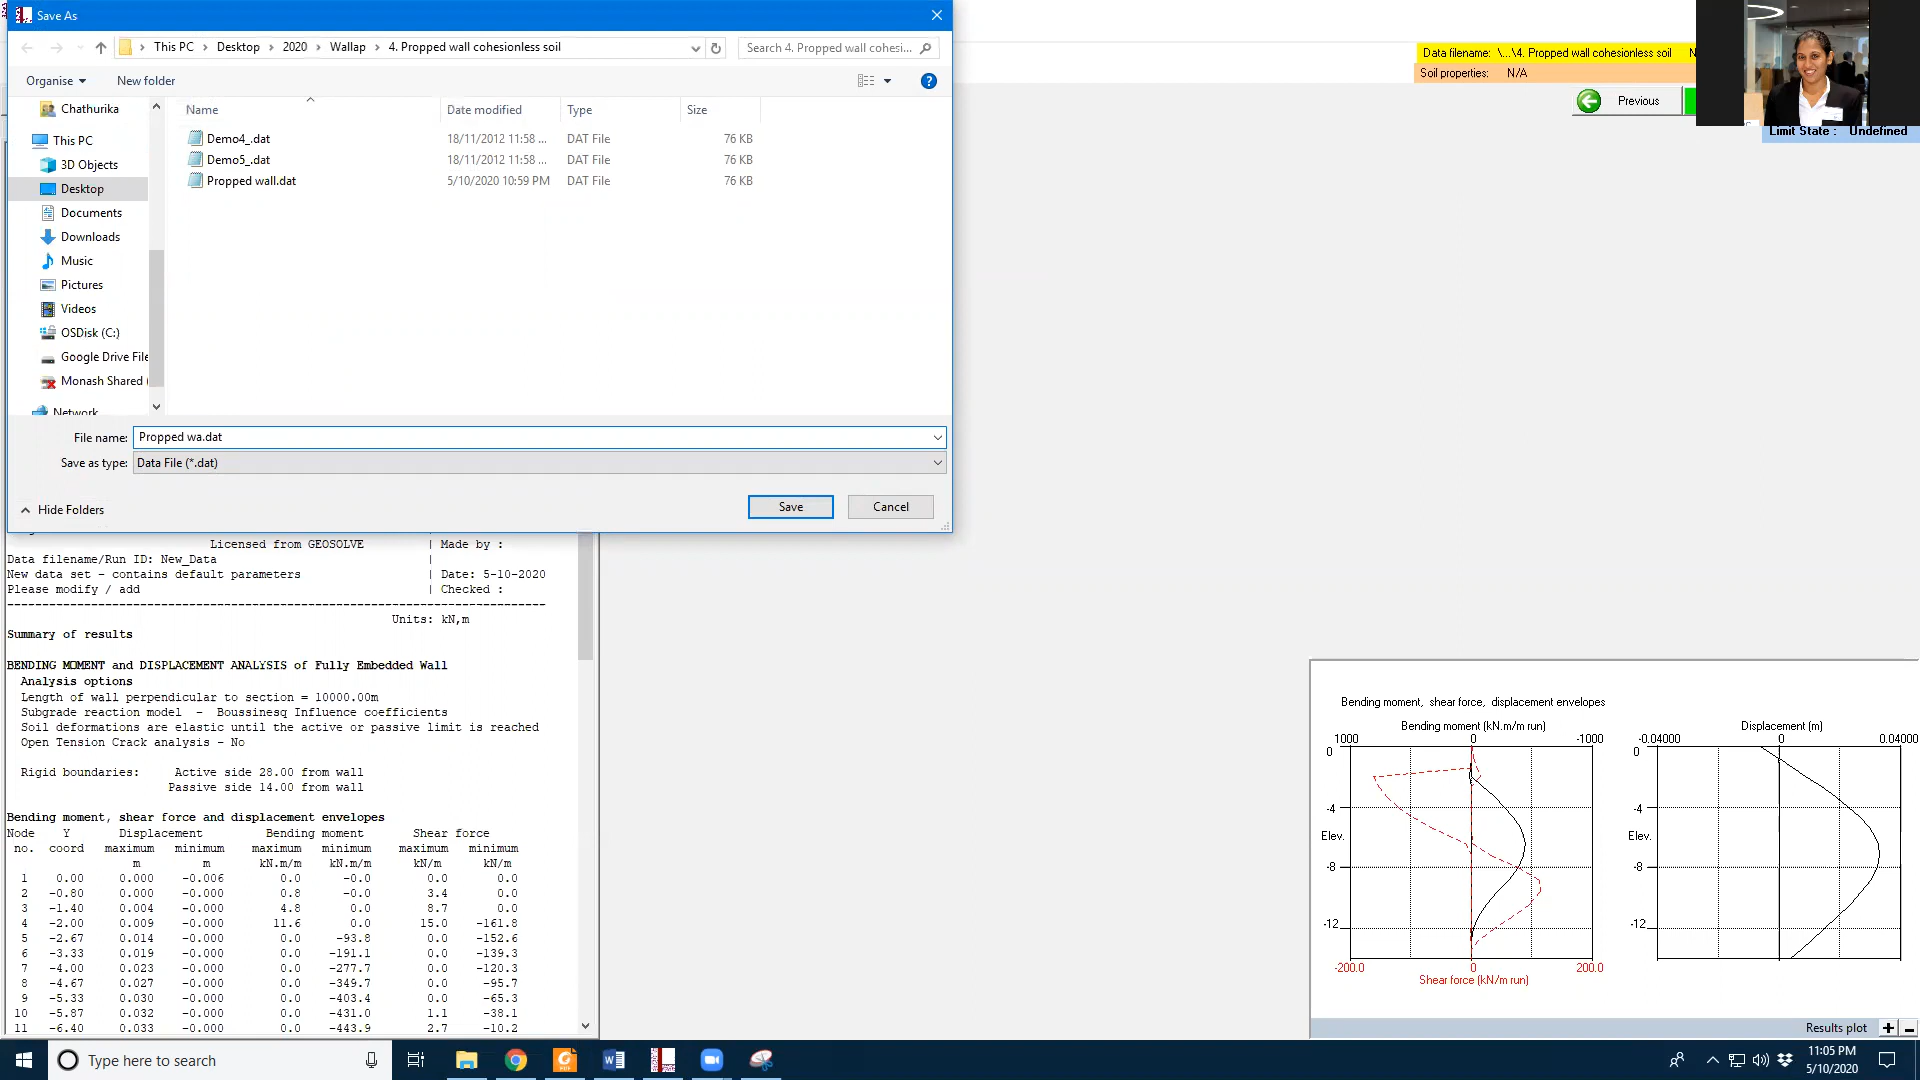 Save As
This PC > Desktop > 2020 > Wallap > 4. Propped wall cohesionless soil
Search 4. Propped wall cohesi...
Organise New folder
Chathurika
This PC
3D Objects
Desktop
Documents
Downloads
Music
Pictures
Videos
OSDisk (C:)
Google Drive File
Monash Shared (
Network
Name Date modified Type Size
Demo4_.dat 18/11/2012 11:58 ... DAT File 76 KB
Demo5_.dat 18/11/2012 11:58 ... DAT File 76 KB
Propped wall.dat 5/10/2020 10:59 PM DAT File 76 KB
File name: Propped wa.dat
Save as type: Data File (*.dat)
Hide Folders
Save Cancel
Data filename: \...\4. Propped wall cohesionless soil
Soil properties: N/A
Previous
Limit State : Undefined
Licensed from GEOSOLVE | Made by :
Data filename/Run ID: New_Data |
New data set - contains default parameters | Date: 5-10-2020
Please modify / add | Checked :
Units: kN,m
Summary of results
BENDING MOMENT and DISPLACEMENT ANALYSIS of Fully Embedded Wall
Analysis options
Length of wall perpendicular to section = 10000.00m
Subgrade reaction model - Boussinesq Influence coefficients
Soil deformations are elastic until the active or passive limit is reached
Open Tension Crack analysis - No
Rigid boundaries: Active side 28.00 from wall
Passive side 14.00 from wall
Bending moment, shear force and displacement envelopes
Node Y Displacement Bending moment Shear force
no. coord maximum minimum maximum minimum maximum minimum
m m kN.m/m kN.m/m kN/m kN/m
1 0.00 0.000 -0.006 0.0 -0.0 0.0 0.0
2 -0.80 0.000 -0.000 0.8 -0.0 3.4 0.0
3 -1.40 0.004 -0.000 4.8 0.0 8.7 0.0
4 -2.00 0.009 -0.000 11.6 0.0 15.0 -161.8
5 -2.67 0.014 -0.000 0.0 -93.8 0.0 -152.6
6 -3.33 0.019 -0.000 0.0 -191.1 0.0 -139.3
7 -4.00 0.023 -0.000 0.0 -277.7 0.0 -120.3
8 -4.67 0.027 -0.000 0.0 -349.7 0.0 -95.7
9 -5.33 0.030 -0.000 0.0 -403.4 0.0 -65.3
10 -5.87 0.032 -0.000 0.0 -431.0 1.1 -38.1
11 -6.40 0.033 -0.000 0.0 -443.9 2.7 -10.2
Bending moment, shear force, displacement envelopes
Bending moment (kN.m/m run)
1000 0 -1000
0
-4
Elev.
-8
-12
-200.0 0 200.0
Shear force (kN/m run)
Displacement (m)
-0.04000 0 0.04000
0
-4
Elev.
-8
-12
Results plot
Type here to search
11:05 PM
5/10/2020